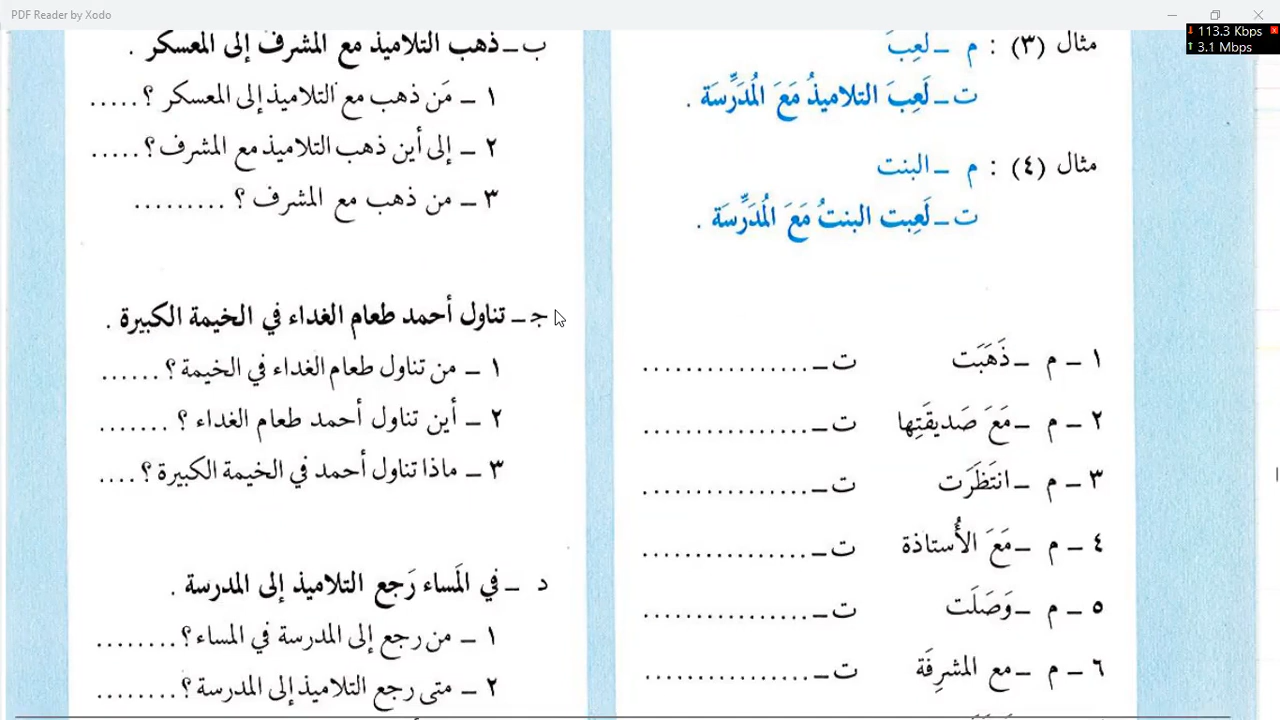 PDF Reader by Xodo
113.3 Kbps
3.1 Mbps
مثال (٣) : م ـ لَعِبَ
ت ـ لَعِبَ التلاميذُ مَعَ المُدَرِّسَة .
مثال (٤) : م ـ البنت
ت ـ لَعِبت البنتُ مَعَ المُدَرِّسَة .
١ ـ م ـ ذَهَبَت ت ـ ................
٢ ـ م ـ مَعَ صَديقَتِها ت ـ ................
٣ ـ م ـ انتَظَرَت ت ـ ................
٤ ـ م ـ مَعَ الأُستاذة ت ـ ................
٥ ـ م ـ وَصَلَت ت ـ ................
٦ ـ م ـ مع المشرِفَة ت ـ ................
ب ـ ذهب التلاميذ مع المشرف إلى المعسكر .
١ ـ مَن ذهب مع التلاميذ إلى المعسكر ؟ .....
٢ ـ إلى أين ذهب التلاميذ مع المشرف ؟ .....
٣ ـ من ذهب مع المشرف ؟ .........
جـ ـ تناول أحمد طعام الغداء في الخيمة الكبيرة .
١ ـ من تناول طعام الغداء في الخيمة ؟ ......
٢ ـ أين تناول أحمد طعام الغداء ؟ .......
٣ ـ ماذا تناول أحمد في الخيمة الكبيرة ؟ ....
د ـ في المَساء رَجع التلاميذ إلى المدرسة .
١ ـ من رجع إلى المدرسة في المساء ؟ ........
٢ ـ متى رجع التلاميذ إلى المدرسة ؟ ........